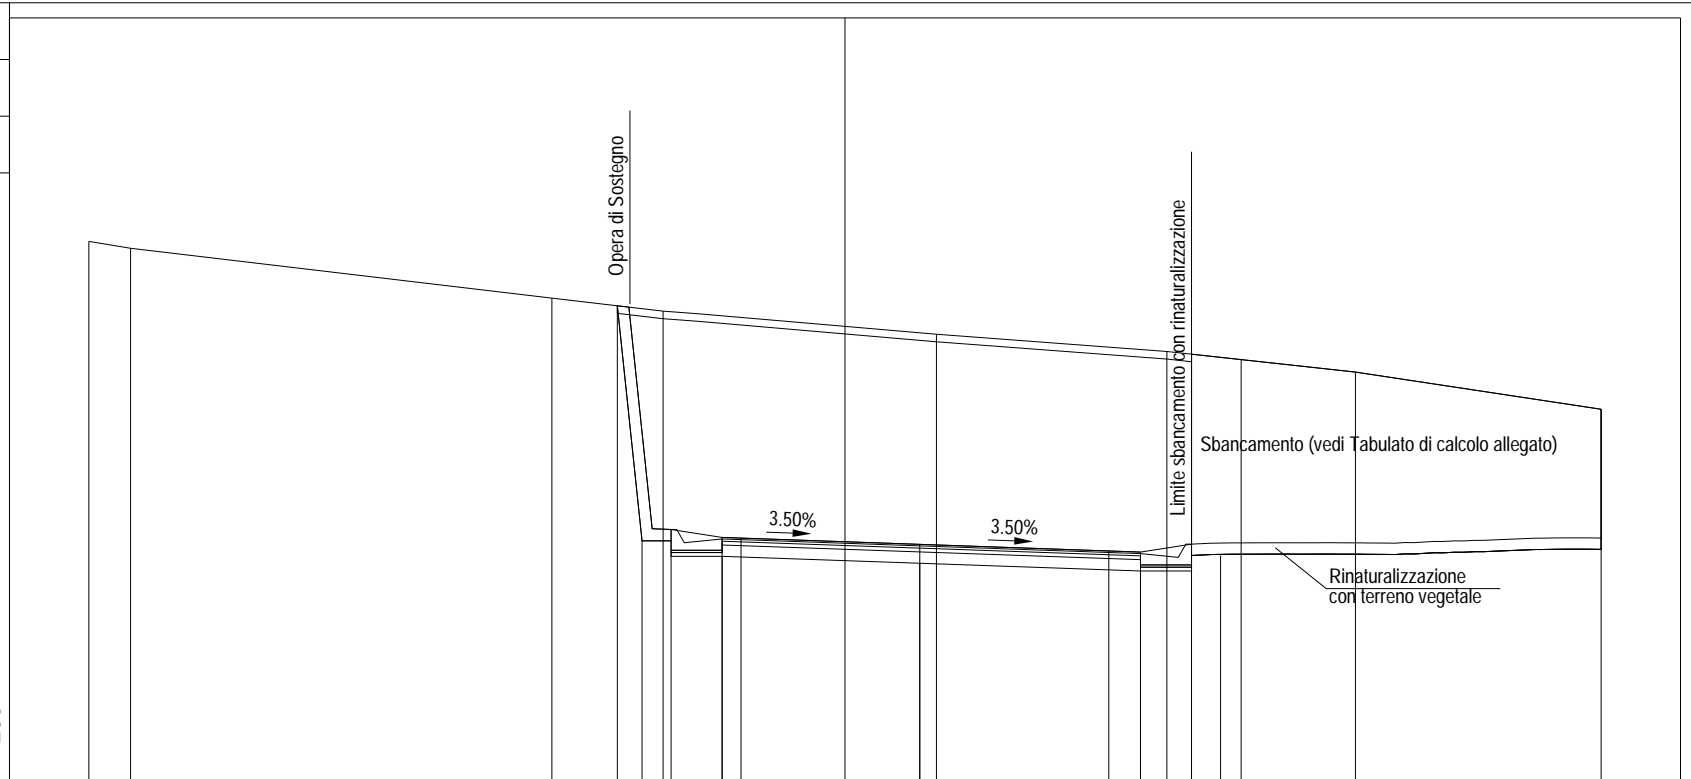 Opera di Sostegno
Limite sbancamento con rinaturalizzazione
Sbancamento (vedi Tabulato di calcolo allegato)
3.50%
3.50%
Rinaturalizzazione
con terreno vegetale